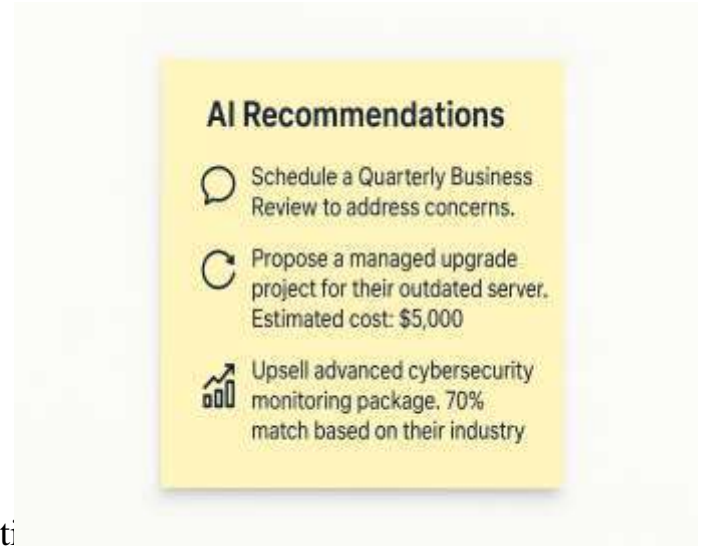 AI Recommendations
Schedule a Quarterly Business
Review to address concerns.
Propose a managed upgrade
project for their outdated server.
Estimated cost: $5,000
Upsell advanced cybersecurity
monitoring package. 70%
match based on their industry